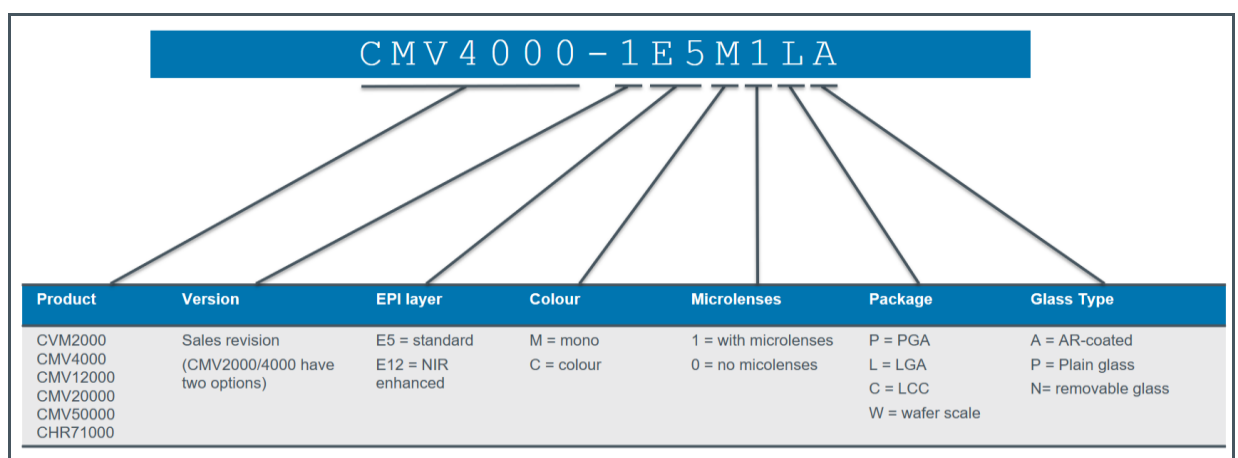 CMV4000-1E5M1LA
Product Version EPI layer Colour Microlenses Package Glass Type
CVM2000
CMV4000
CMV12000
CMV20000
CMV50000
CHR71000
Sales revision
(CMV2000/4000 have
two options)
E5 = standard
E12 = NIR
enhanced
M = mono
C = colour
1 = with microlenses
0 = no micolenses
P = PGA
L = LGA
C = LCC
W = wafer scale
A = AR-coated
P = Plain glass
N= removable glass